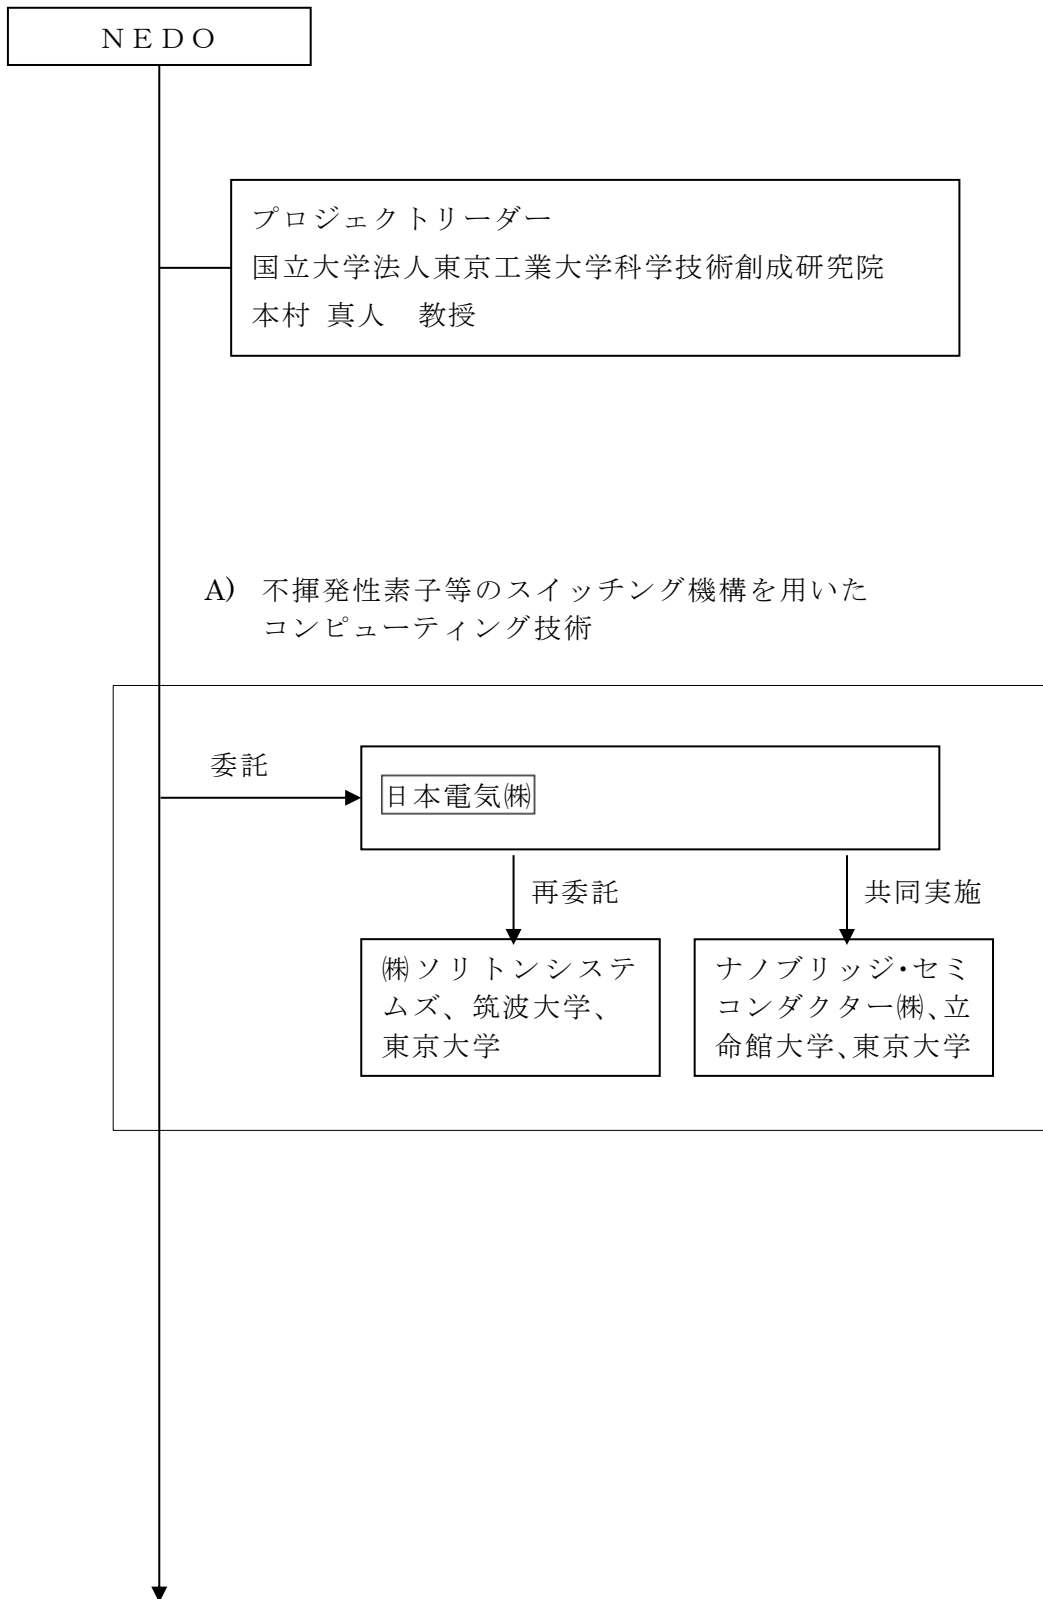 ＮＥＤＯ
プロジェクトリーダー
国立大学法人東京工業大学科学技術創成研究院
本村 真人　教授
A)　不揮発性素子等のスイッチング機構を用いた
コンピューティング技術
委託
日本電気㈱
再委託
共同実施
㈱ソリトンシステ
ムズ、筑波大学、
東京大学
ナノブリッジ・セミ
コンダクター㈱、立
命館大学、東京大学